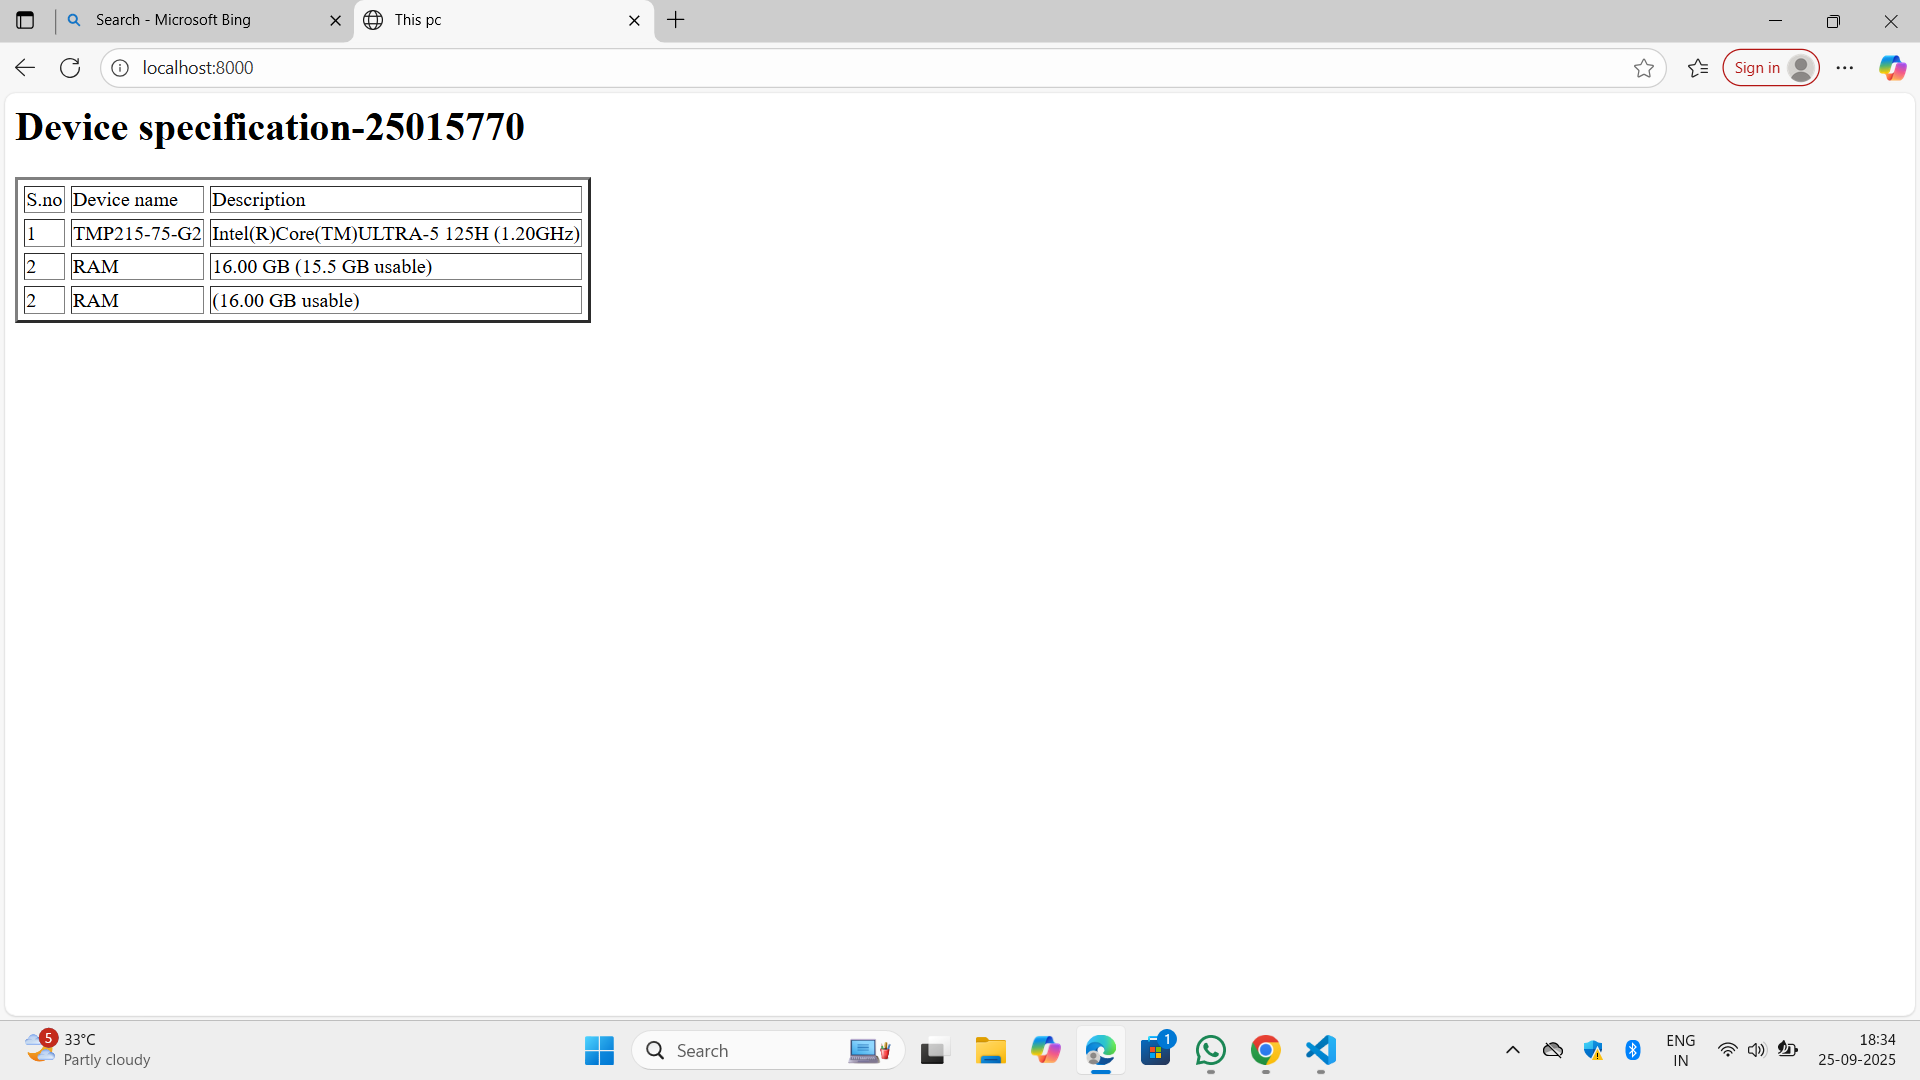 Search - Microsoft Bing
This pc
localhost:8000
Sign in
Device specification-25015770
S.no Device name Description
1 TMP215-75-G2 Intel(R)Core(TM)ULTRA-5 125H (1.20GHz)
2 RAM 16.00 GB (15.5 GB usable)
2 RAM (16.00 GB usable)
5
33°C
Partly cloudy
Search
1
ENG
IN
18:34
25-09-2025